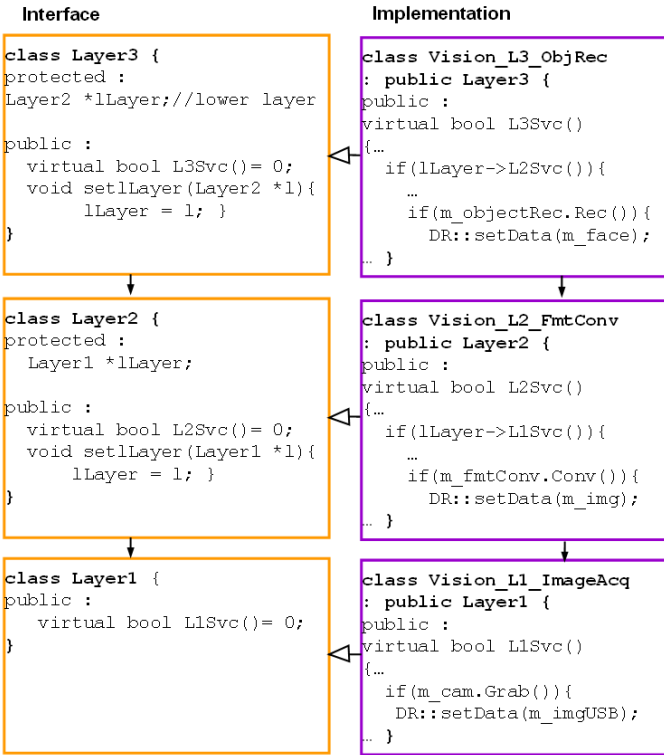 Interface
class Layer3 {
protected :
Layer2 *lLayer;//lower layer
public :
virtual bool L3Svc()= 0;
void setlLayer(Layer2 *l){
lLayer = l; }
}
class Layer2 {
protected :
Layer1 *lLayer;
public :
virtual bool L2Svc()= 0;
void setlLayer(Layer1 *l){
lLayer = l; }
}
class Layer1 {
public :
virtual bool L1Svc()= 0;
}
Implementation
class Vision_L3_ObjRec
: public Layer3 {
public :
virtual bool L3Svc()
{…
if(lLayer->L2Svc()){
…
if(m_objectRec.Rec()){
DR::setData(m_face);
… }
class Vision_L2_FmtConv
: public Layer2 {
public :
virtual bool L2Svc()
{…
if(lLayer->L1Svc()){
…
if(m_fmtConv.Conv()){
DR::setData(m_img);
… }
class Vision_L1_ImageAcq
: public Layer1 {
public :
virtual bool L1Svc()
{…
if(m_cam.Grab()){
DR::setData(m_imgUSB);
… }